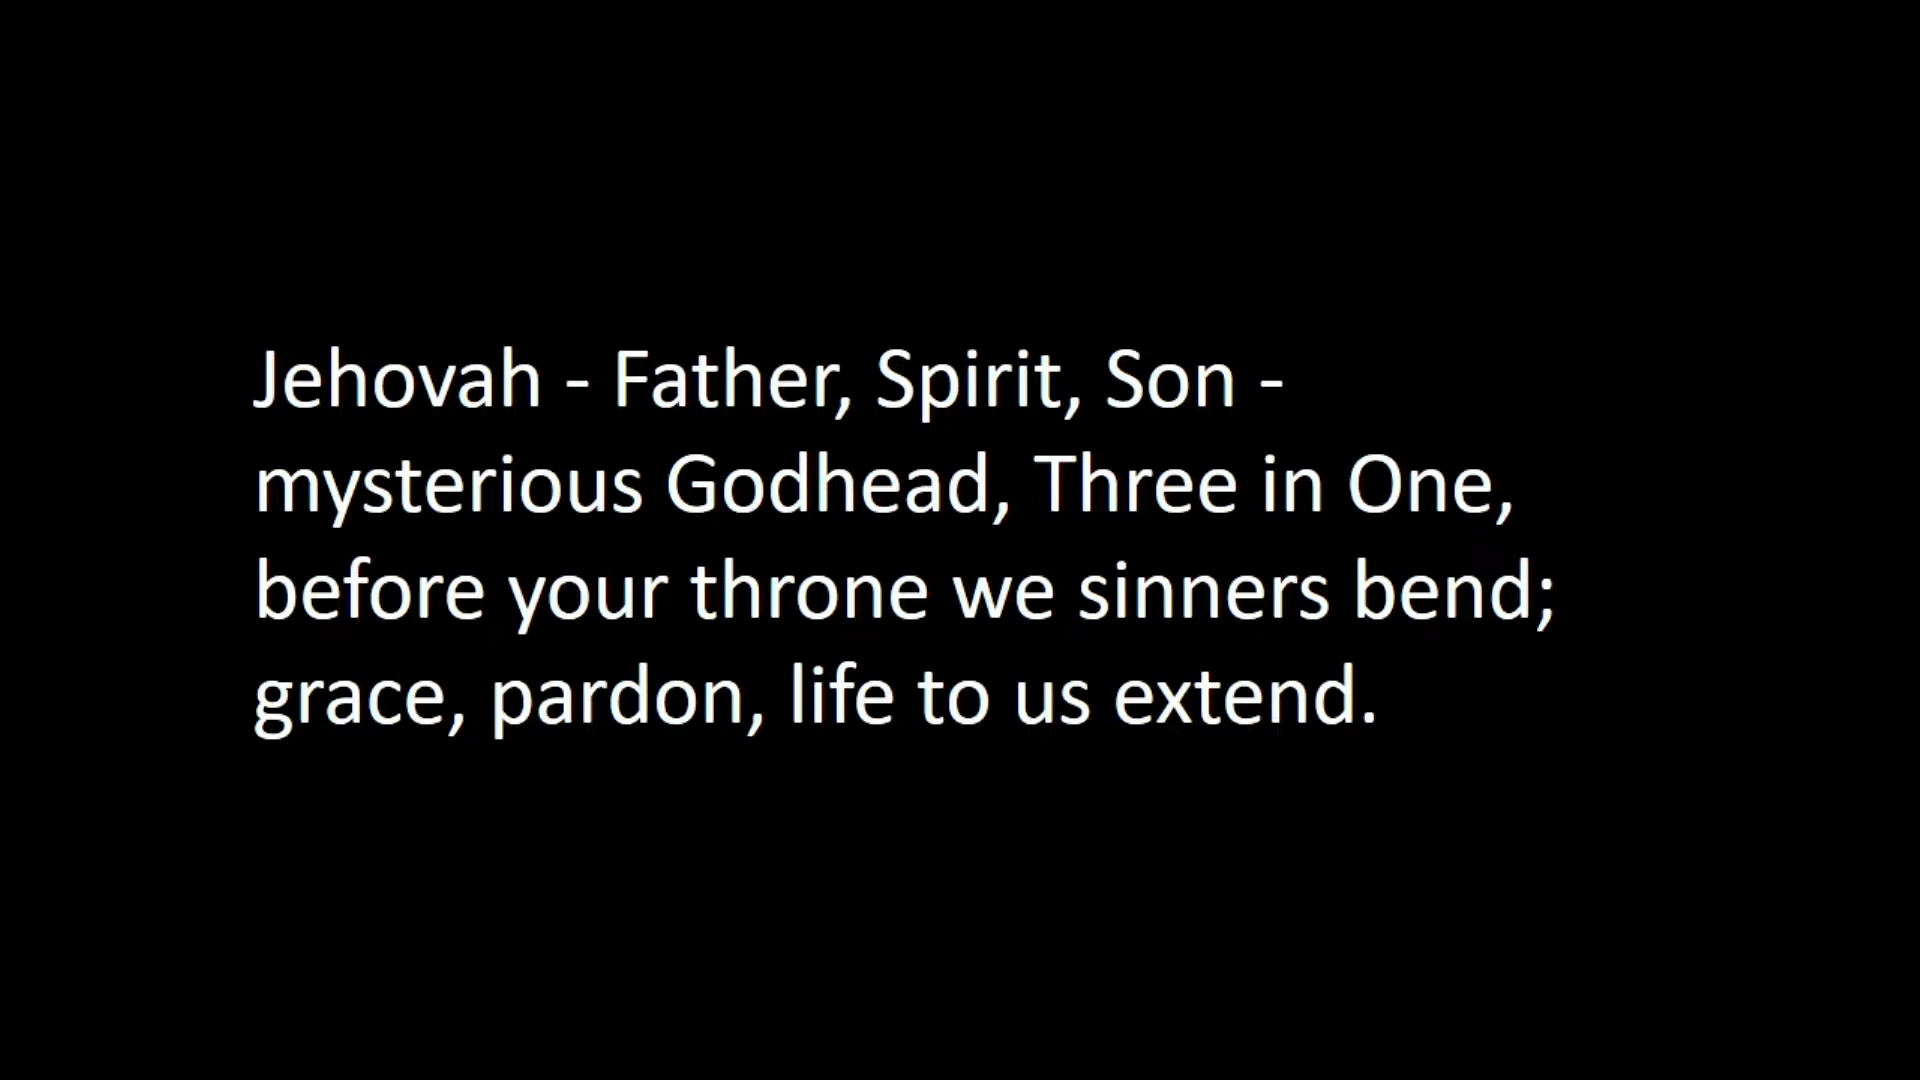 Jehovah - Father, Spirit, Son -
mysterious Godhead, Three in One,
before your throne we sinners bend;
grace, pardon, life to us extend.